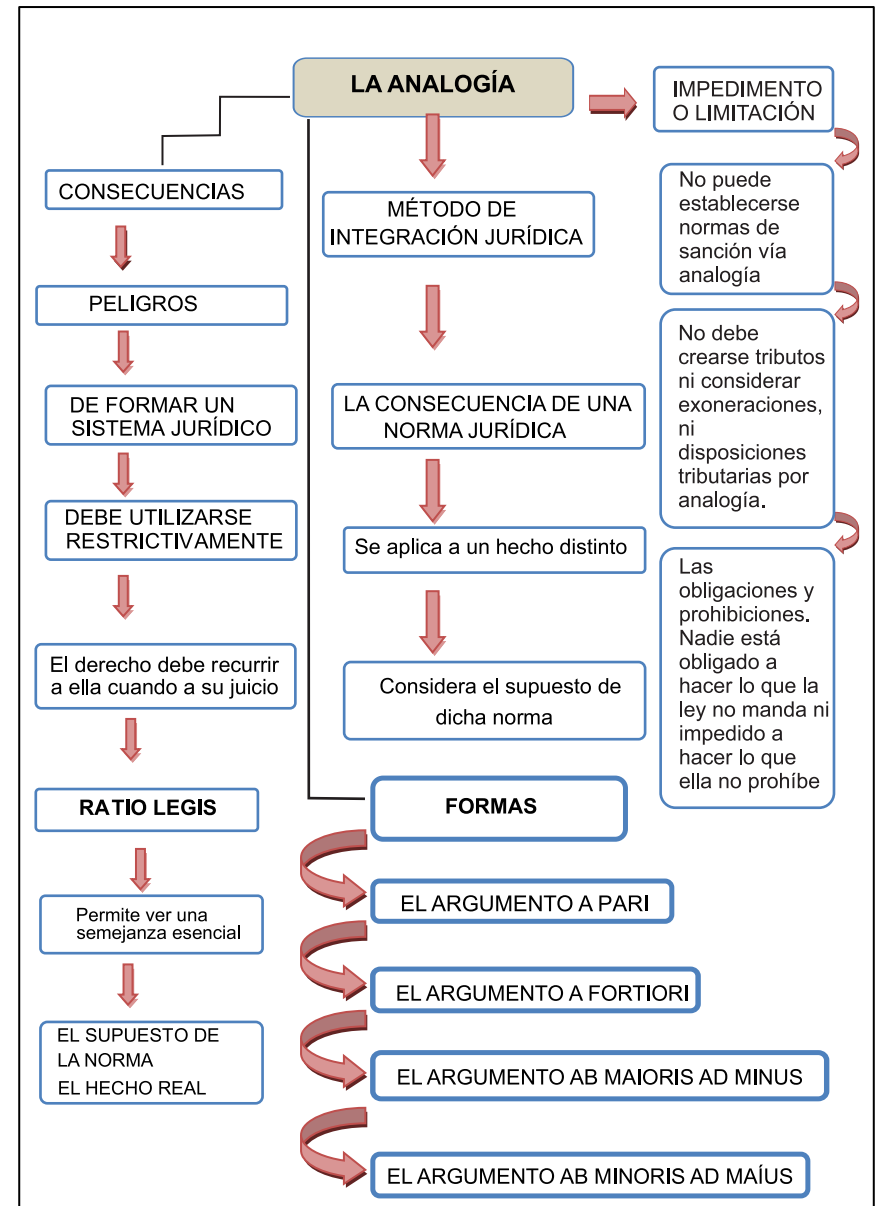 LA ANALOGÍA
IMPEDIMENTO
O LIMITACIÓN
No puede
establecerse
normas de
sanción vía
analogía
No debe
crearse tributos
ni considerar
exoneraciones,
ni
disposiciones
tributarias por
analogía.
Las
obligaciones y
prohibiciones.
Nadie está
obligado a
hacer lo que la
ley no manda ni
impedido a
hacer lo que
ella no prohíbe
CONSECUENCIAS
PELIGROS
DE FORMAR UN
SISTEMA JURÍDICO
DEBE UTILIZARSE
RESTRICTIVAMENTE
El derecho debe recurrir
a ella cuando a su juicio
RATIO LEGIS
Permite ver una
semejanza esencial
EL SUPUESTO DE
LA NORMA
EL HECHO REAL
MÉTODO DE
INTEGRACIÓN JURÍDICA
LA CONSECUENCIA DE UNA
NORMA JURÍDICA
Se aplica a un hecho distinto
Considera el supuesto de
dicha norma
FORMAS
EL ARGUMENTO A PARI
EL ARGUMENTO A FORTIORI
EL ARGUMENTO AB MAIORIS AD MINUS
EL ARGUMENTO AB MINORIS AD MAÍUS